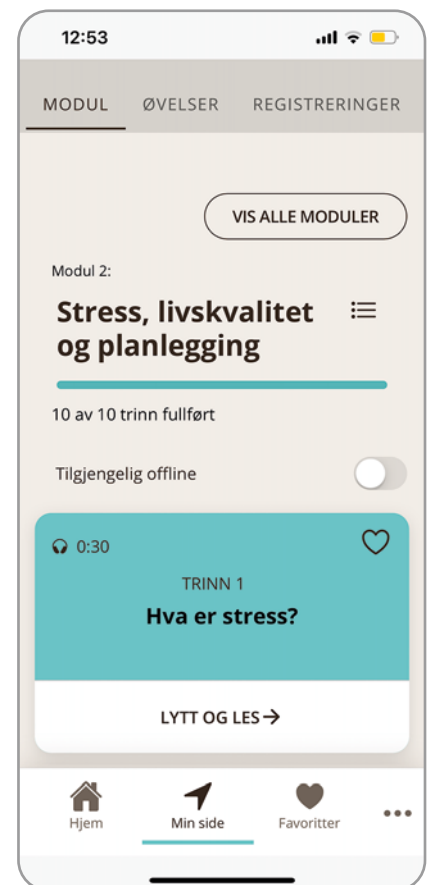 12:53
MODUL ØVELSER REGISTRERINGER
VIS ALLE MODULER
Modul 2:
Stress, livskvalitet
og planlegging
10 av 10 trinn fullført
Tilgjengelig offline
0:30
TRINN 1
Hva er stress?
LYTT OG LES
Hjem Min side Favoritter